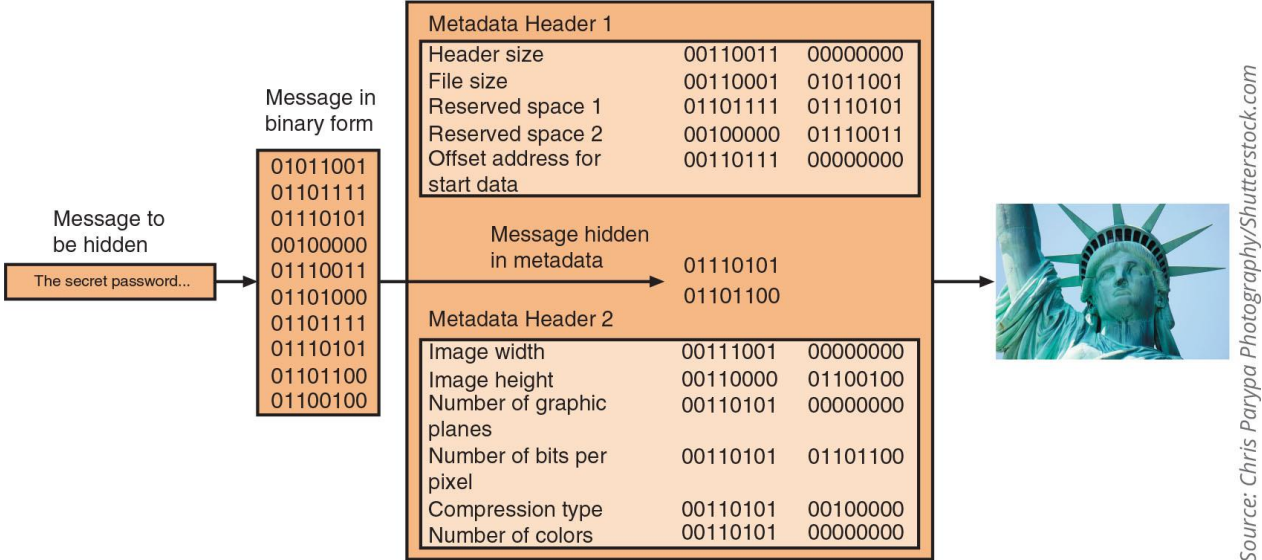 Message to
be hidden
The secret password...
Message in
binary form
01011001
01101111
01110101
00100000
01110011
01101000
01101111
01110101
01101100
01100100
Metadata Header 1
Header size 00110011 00000000
File size 00110001 01011001
Reserved space 1 01101111 01110101
Reserved space 2 00100000 01110011
Offset address for 00110111 00000000
start data
Message hidden
in metadata
01110101
01101100
Metadata Header 2
Image width 00111001 00000000
Image height 00110000 01100100
Number of graphic 00110101 00000000
planes
Number of bits per 00110101 01101100
pixel
Compression type 00110101 00100000
Number of colors 00110101 00000000
Source: Chris Parypa Photography/Shutterstock.com